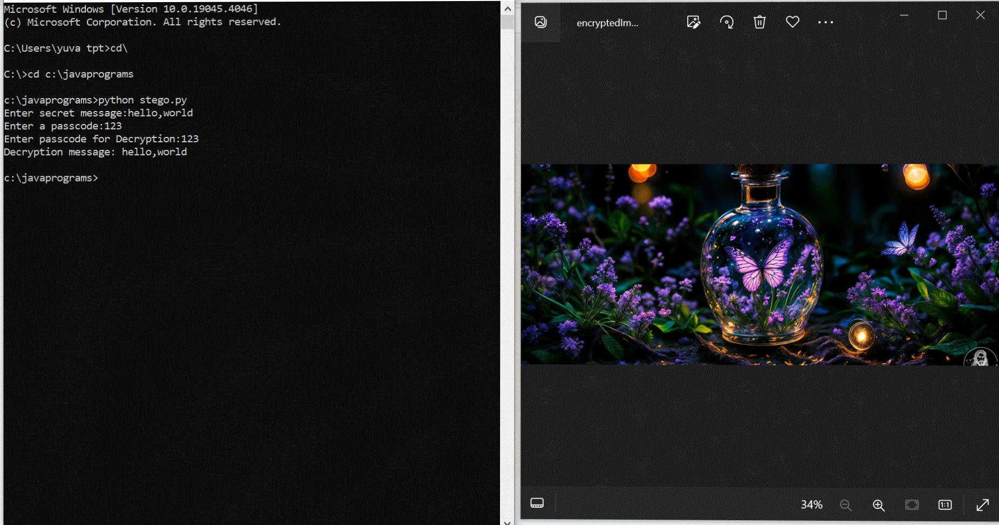 Microsoft Windows [Version 10.0.19045.4046]
(c) Microsoft Corporation. All rights reserved.
C:\Users\yuva tpt>cd\
C:\>cd c:\javaprograms
c:\javaprograms>python stego.py
Enter secret message:hello,world
Enter a passcode:123
Enter passcode for Decryption:123
Decryption message: hello,world
c:\javaprograms>
encryptedIm...
34%
1:1